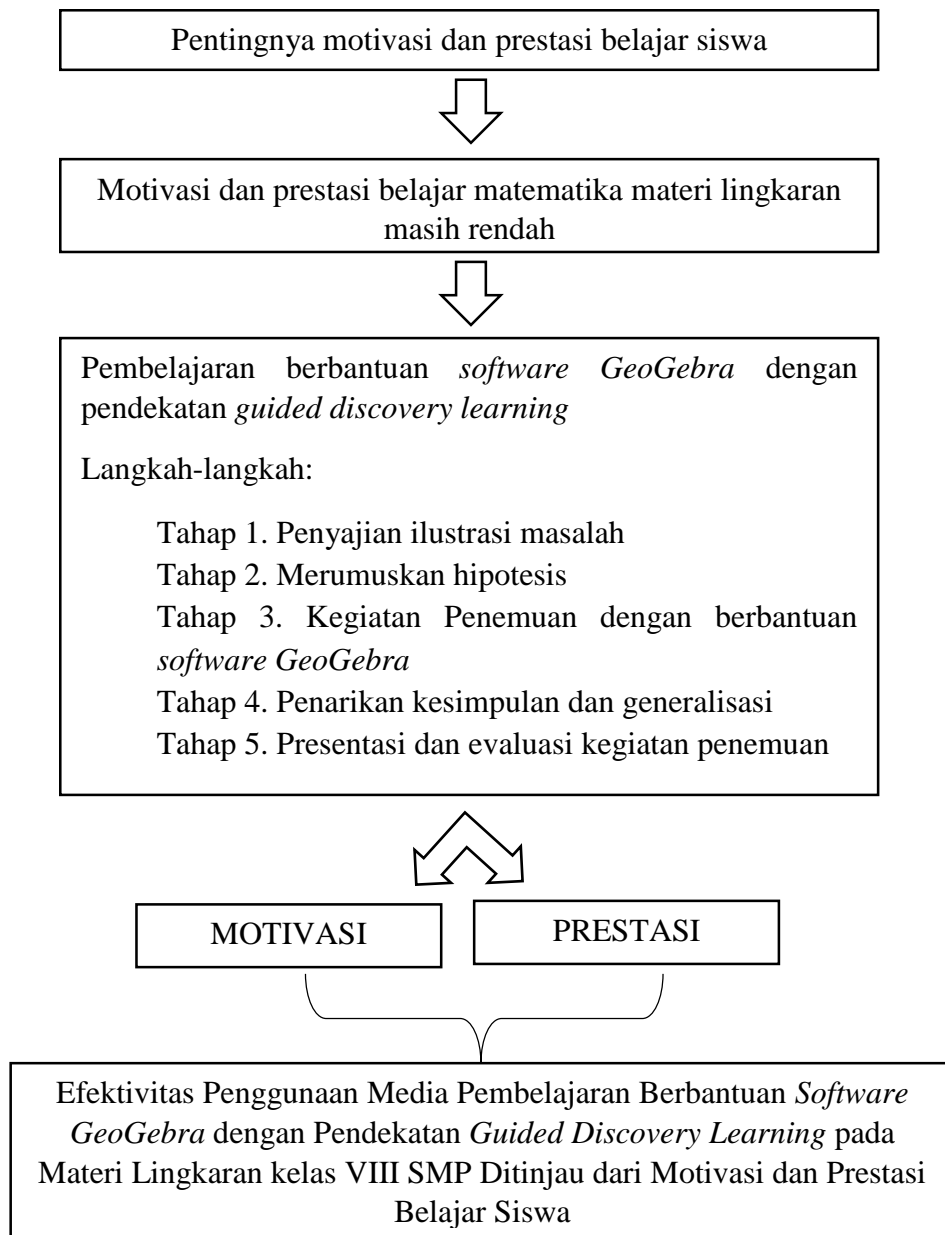 Pentingnya motivasi dan prestasi belajar siswa
Motivasi dan prestasi belajar matematika materi lingkaran
masih rendah
Pembelajaran berbantuan software GeoGebra dengan
pendekatan guided discovery learning
Langkah-langkah:
Tahap 1. Penyajian ilustrasi masalah
Tahap 2. Merumuskan hipotesis
Tahap 3. Kegiatan Penemuan dengan berbantuan
software GeoGebra
Tahap 4. Penarikan kesimpulan dan generalisasi
Tahap 5. Presentasi dan evaluasi kegiatan penemuan
MOTIVASI
PRESTASI
Efektivitas Penggunaan Media Pembelajaran Berbantuan Software
GeoGebra dengan Pendekatan Guided Discovery Learning pada
Materi Lingkaran kelas VIII SMP Ditinjau dari Motivasi dan Prestasi
Belajar Siswa